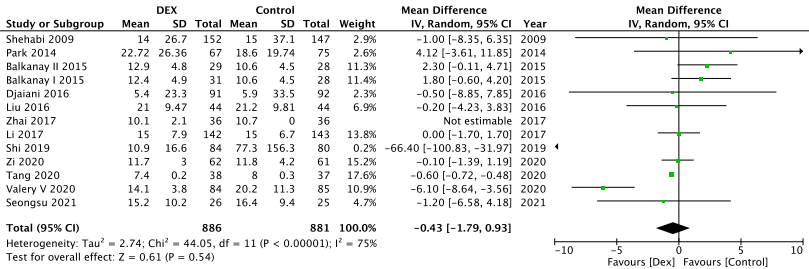 DEX Control Mean Difference Mean Difference
Study or Subgroup Mean SD Total Mean SD Total Weight IV, Random, 95% CI Year IV, Random, 95% CI
Shehabi 2009 14 26.7 152 15 37.1 147 2.9% -1.00 [-8.35, 6.35] 2009
Park 2014 22.72 26.36 67 18.6 19.74 75 2.6% 4.12 [-3.61, 11.85] 2014
Balkanay II 2015 12.9 4.8 29 10.6 4.5 28 11.3% 2.30 [-0.11, 4.71] 2015
Balkanay I 2015 12.4 4.9 31 10.6 4.5 28 11.3% 1.80 [-0.60, 4.20] 2015
Djaiani 2016 5.4 23.3 91 5.9 33.5 92 2.3% -0.50 [-8.85, 7.85] 2016
Liu 2016 21 9.47 44 21.2 9.81 44 6.9% -0.20 [-4.23, 3.83] 2016
Zhai 2017 10.1 2.1 36 10.7 0 36 Not estimable 2017
Li 2017 15 7.9 142 15 6.7 143 13.8% 0.00 [-1.70, 1.70] 2017
Shi 2019 10.9 16.6 84 77.3 156.3 80 0.2% -66.40 [-100.83, -31.97] 2019
Zi 2020 11.7 3 62 11.8 4.2 61 15.2% -0.10 [-1.39, 1.19] 2020
Tang 2020 7.4 0.2 38 8 0.3 37 17.7% -0.60 [-0.72, -0.48] 2020
Valery V 2020 14.1 3.8 84 20.2 11.3 85 10.9% -6.10 [-8.64, -3.56] 2020
Seongsu 2021 15.2 10.2 26 16.4 9.4 25 4.7% -1.20 [-6.58, 4.18] 2021
Total (95% CI) 886 881 100.0% -0.43 [-1.79, 0.93]
Heterogeneity: Tau² = 2.74; Chi² = 44.05, df = 11 (P < 0.00001); I² = 75%
Test for overall effect: Z = 0.61 (P = 0.54)
-10 -5 0 5 10
Favours [Dex] Favours [Control]